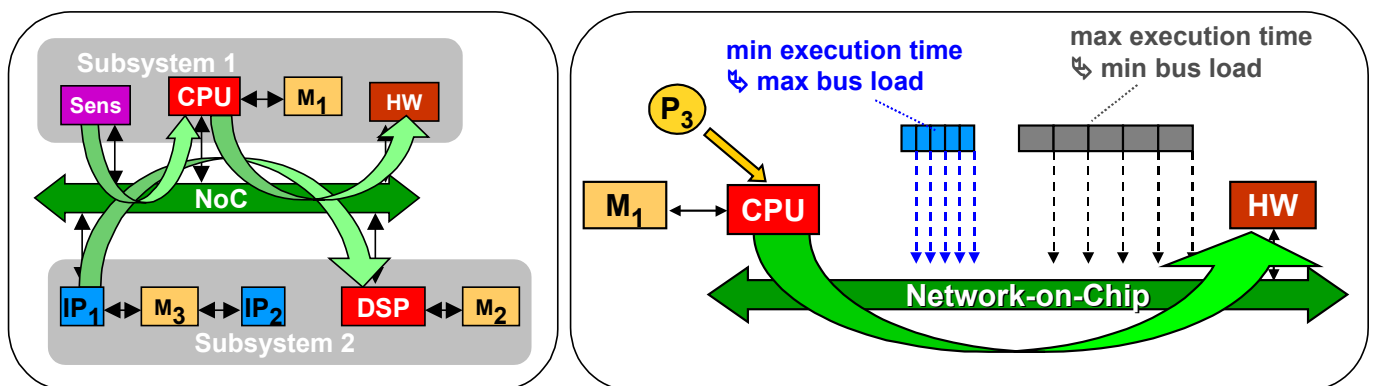 Subsystem 1
Sens
CPU
M1
HW
NoC
IP1
M3
IP2
DSP
M2
Subsystem 2
min execution time
↳ max bus load
max execution time
↳ min bus load
P3
M1
CPU
HW
Network-on-Chip